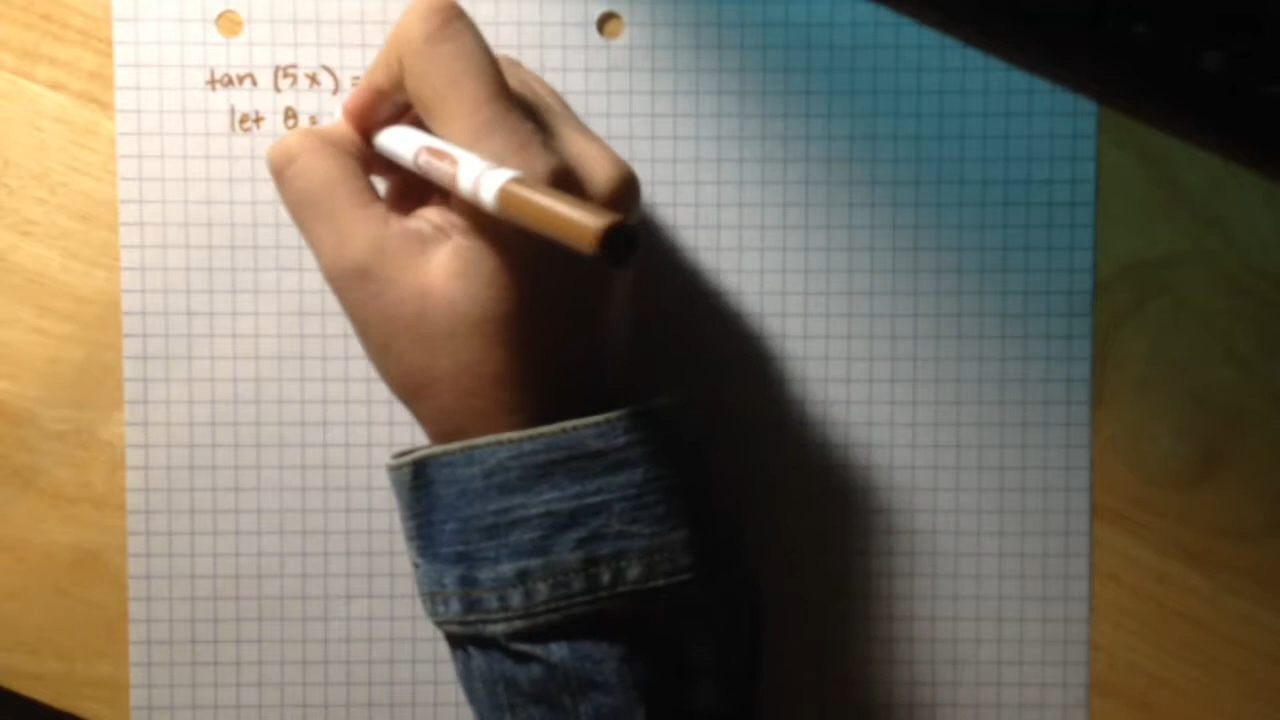 tan (5x) =
let θ =